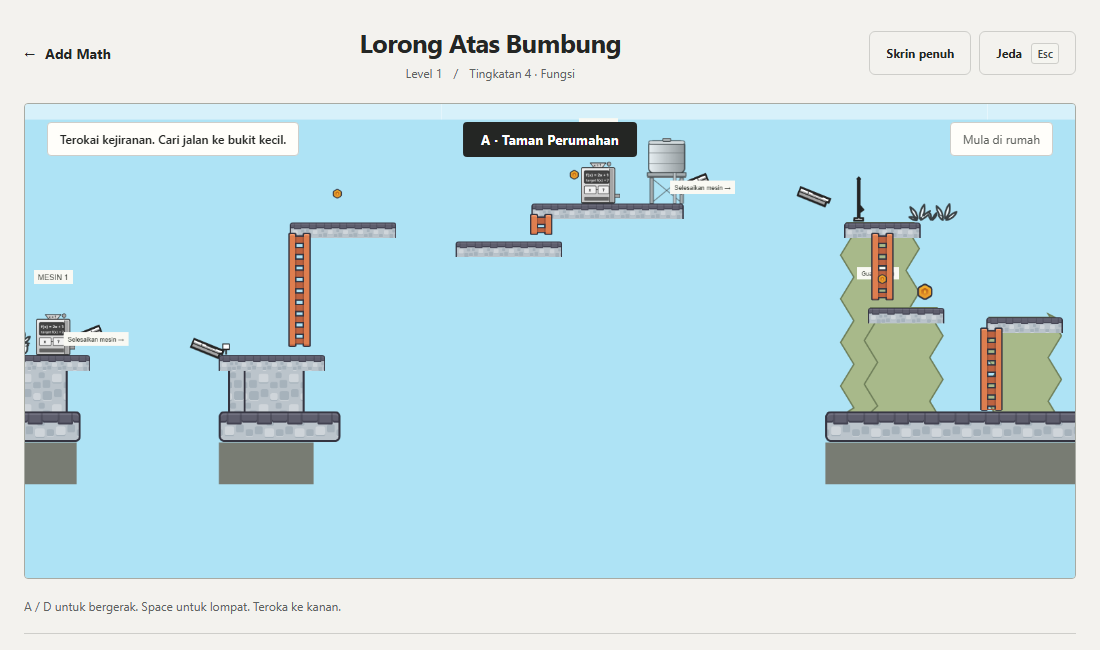 ← Add Math
Lorong Atas Bumbung
Level 1 / Tingkatan 4 · Fungsi
Skrin penuh
Jeda Esc
Terokai kejiranan. Cari jalan ke bukit kecil.
A · Taman Perumahan
Mula di rumah
Selesaikan mesin →
MESIN 1
Selesaikan mesin →
A / D untuk bergerak. Space untuk lompat. Teroka ke kanan.